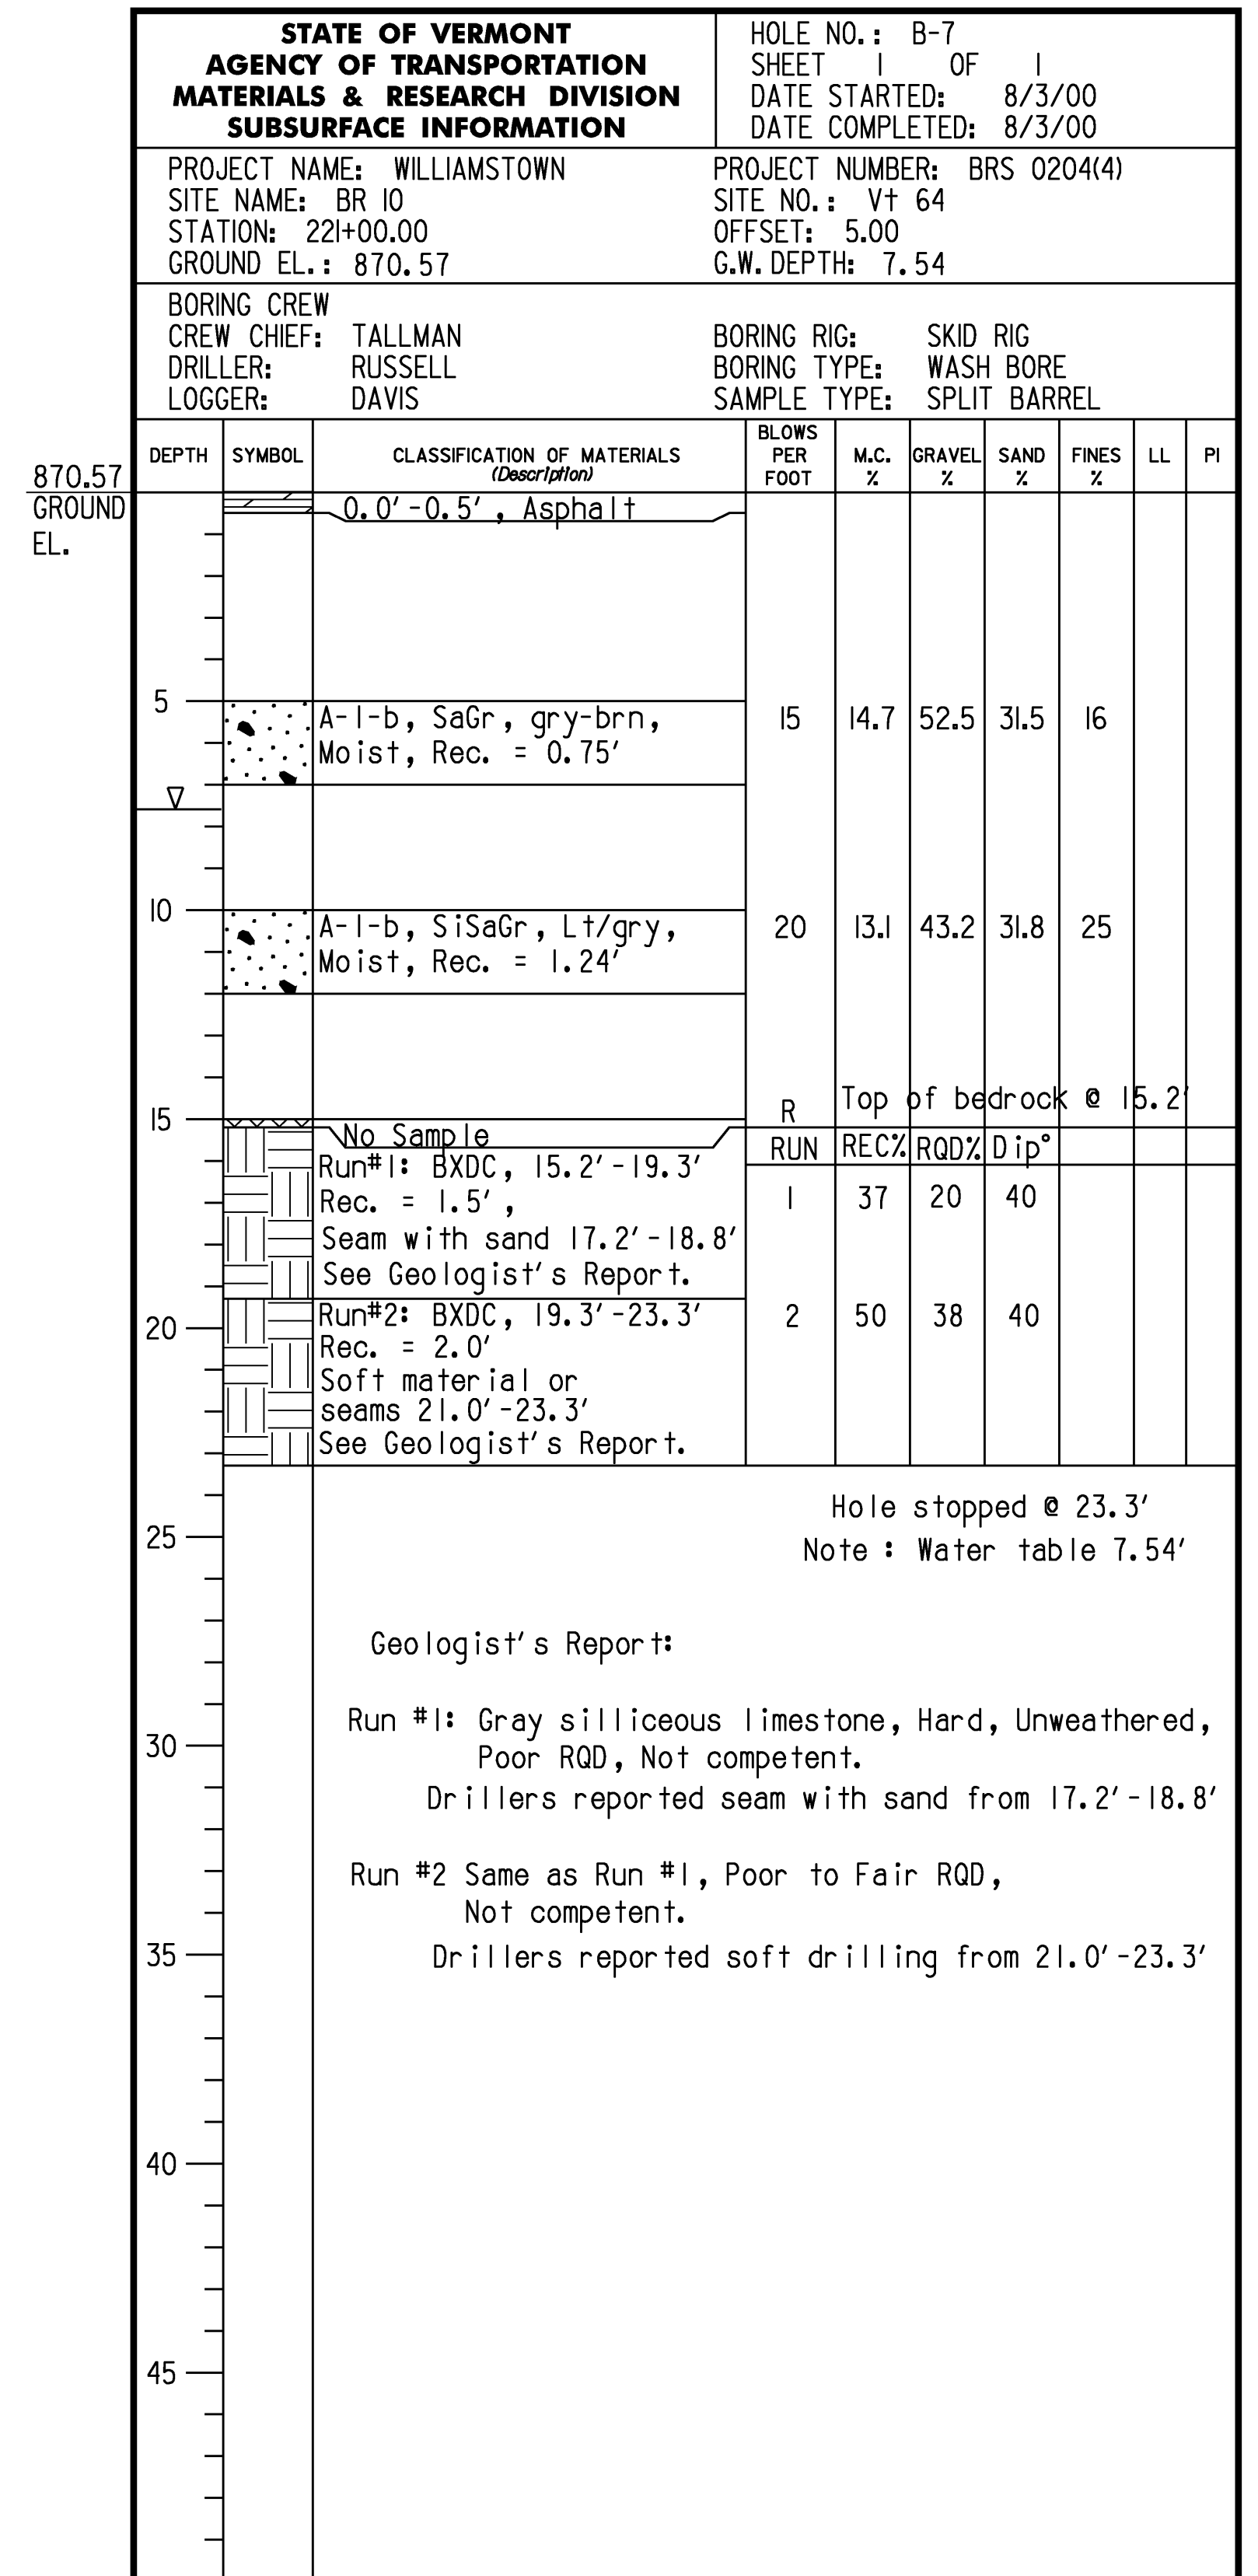 STATE OF VERMONT
AGENCY OF TRANSPORTATION
MATERIALS & RESEARCH DIVISION
SUBSURFACE INFORMATION
HOLE NO.: B-7
SHEET 1 OF 1
DATE STARTED: 8/3/00
DATE COMPLETED: 8/3/00
PROJECT NAME: WILLIAMSTOWN
SITE NAME: BR 10
STATION: 221+00.00
GROUND EL.: 870.57
PROJECT NUMBER: BRS 0204(4)
SITE NO.: Vt 64
OFFSET: 5.00
G.W. DEPTH: 7.54
BORING CREW
CREW CHIEF: TALLMAN
DRILLER: RUSSELL
LOGGER: DAVIS
BORING RIG: SKID RIG
BORING TYPE: WASH BORE
SAMPLE TYPE: SPLIT BARREL
870.57
GROUND
EL.
DEPTH
SYMBOL
CLASSIFICATION OF MATERIALS
(Description)
BLOWS
PER
FOOT
M.C.
%
GRAVEL
%
SAND
%
FINES
%
LL
PI
0.0'-0.5', Asphalt
5
A-1-b, SaGr, gry-brn,
Moist, Rec. = 0.75'
15 14.7 52.5 31.5 16
10
A-1-b, SiSaGr, Lt/gry,
Moist, Rec. = 1.24'
20 13.1 43.2 31.8 25
15
R Top of bedrock @ 15.2'
No Sample
RUN REC% RQD% Dip°
Run#1: BXDC, 15.2'-19.3'
Rec. = 1.5',
Seam with sand 17.2'-18.8'
See Geologist's Report.
1 37 20 40
20
Run#2: BXDC, 19.3'-23.3'
Rec. = 2.0'
Soft material or
seams 21.0'-23.3'
See Geologist's Report.
2 50 38 40
Hole stopped @ 23.3'
25
Note: Water table 7.54'
Geologist's Report:
Run #1: Gray silliceous limestone, Hard, Unweathered,
30
Poor RQD, Not competent.
Drillers reported seam with sand from 17.2'-18.8'
Run #2 Same as Run #1, Poor to Fair RQD,
Not competent.
35
Drillers reported soft drilling from 21.0'-23.3'
40
45